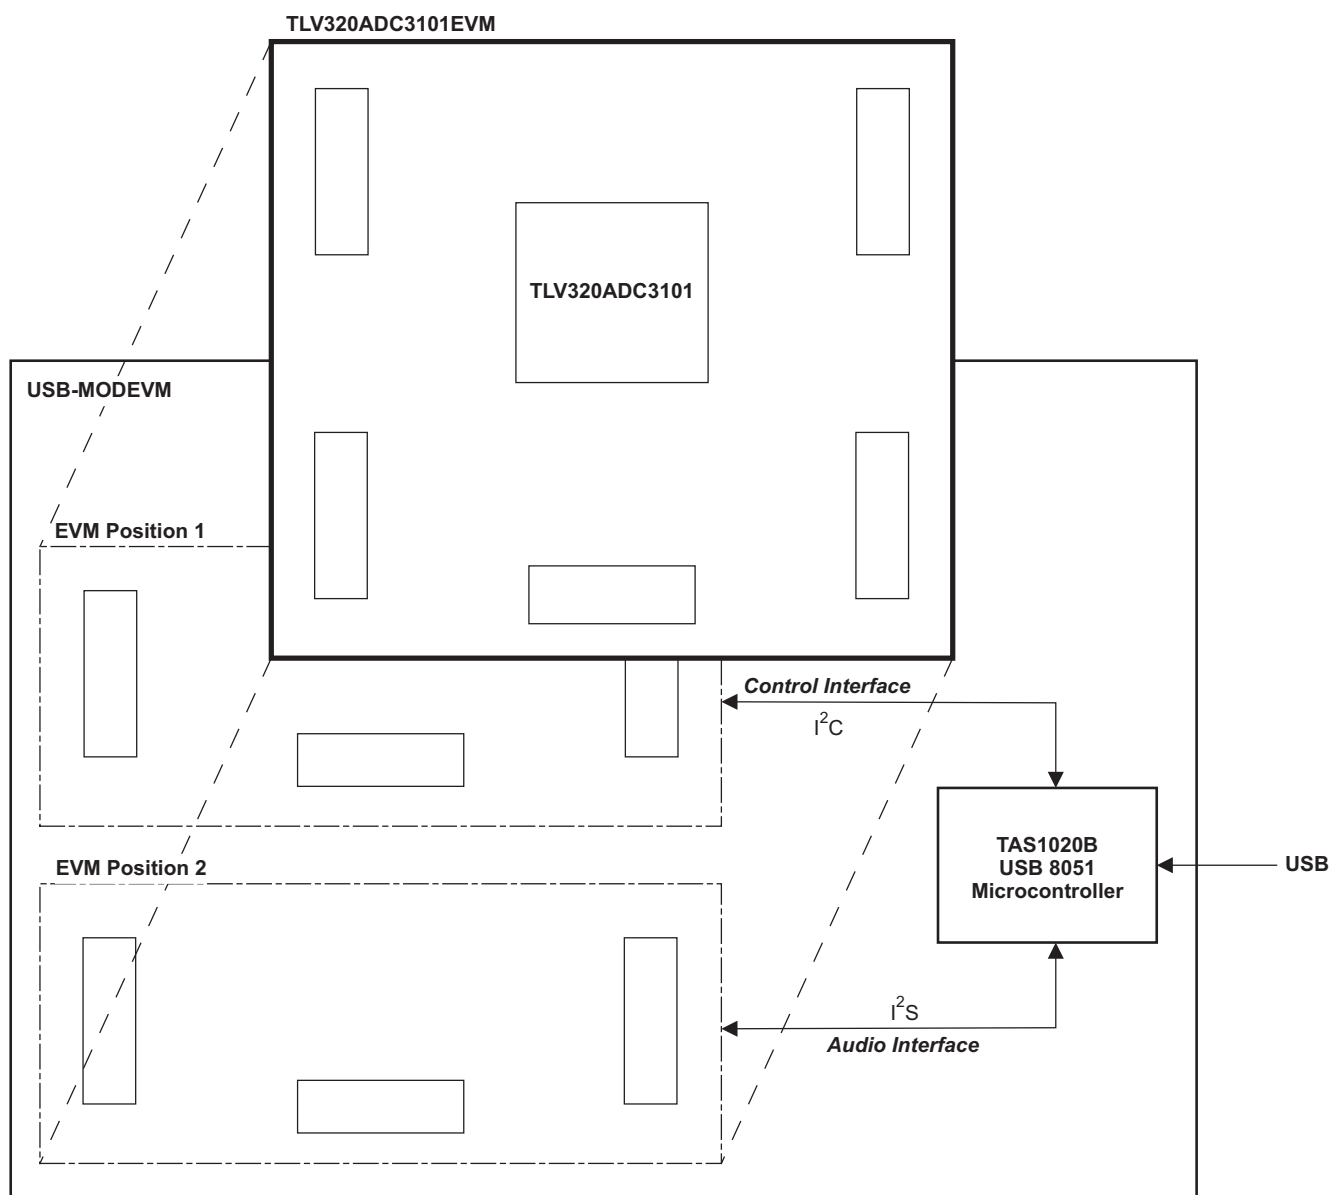 TLV320ADC3101EVM
TLV320ADC3101
USB-MODEVM
EVM Position 1
Control Interface
I²C
TAS1020B
USB 8051
Microcontroller
USB
EVM Position 2
I²S
Audio Interface